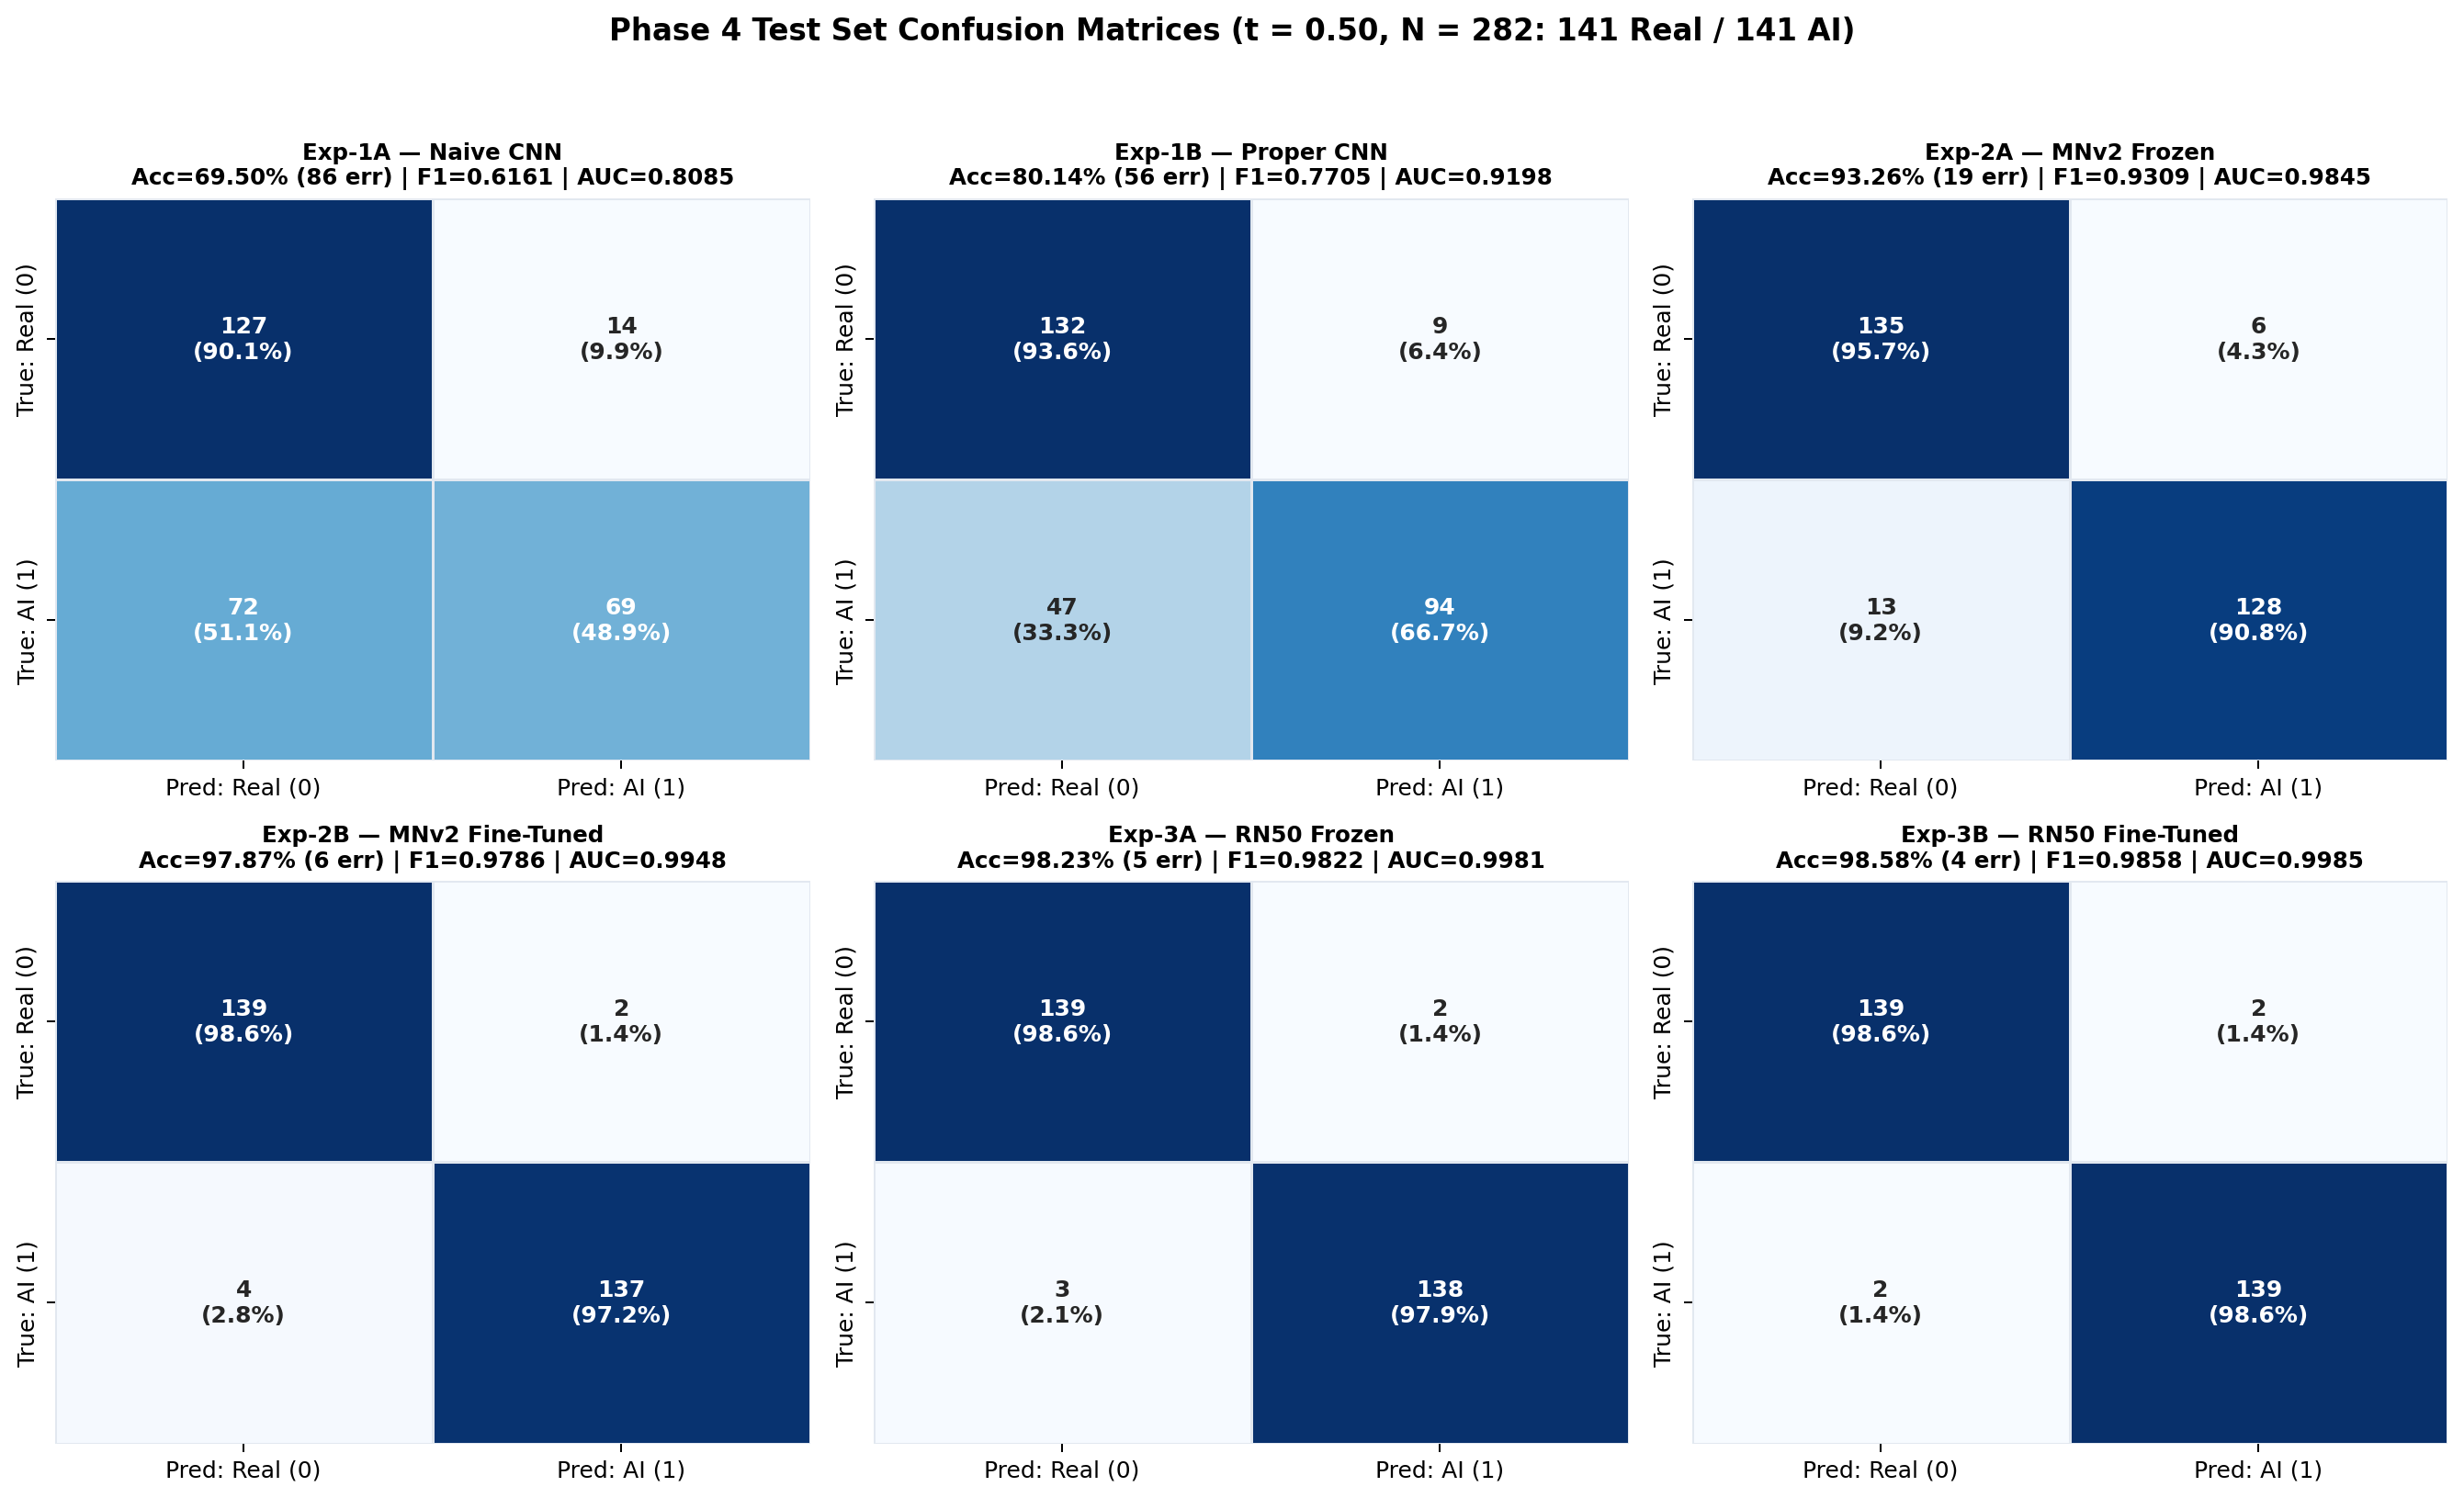 Phase 4 Test Set Confusion Matrices (t = 0.50, N = 282: 141 Real / 141 AI)
Exp-1A — Naive CNN
Acc=69.50% (86 err) | F1=0.6161 | AUC=0.8085
True: Real (0)
127
(90.1%)
14
(9.9%)
True: AI (1)
72
(51.1%)
69
(48.9%)
Pred: Real (0)
Pred: AI (1)
Exp-1B — Proper CNN
Acc=80.14% (56 err) | F1=0.7705 | AUC=0.9198
True: Real (0)
132
(93.6%)
9
(6.4%)
True: AI (1)
47
(33.3%)
94
(66.7%)
Pred: Real (0)
Pred: AI (1)
Exp-2A — MNv2 Frozen
Acc=93.26% (19 err) | F1=0.9309 | AUC=0.9845
True: Real (0)
135
(95.7%)
6
(4.3%)
True: AI (1)
13
(9.2%)
128
(90.8%)
Pred: Real (0)
Pred: AI (1)
Exp-2B — MNv2 Fine-Tuned
Acc=97.87% (6 err) | F1=0.9786 | AUC=0.9948
True: Real (0)
139
(98.6%)
2
(1.4%)
True: AI (1)
4
(2.8%)
137
(97.2%)
Pred: Real (0)
Pred: AI (1)
Exp-3A — RN50 Frozen
Acc=98.23% (5 err) | F1=0.9822 | AUC=0.9981
True: Real (0)
139
(98.6%)
2
(1.4%)
True: AI (1)
3
(2.1%)
138
(97.9%)
Pred: Real (0)
Pred: AI (1)
Exp-3B — RN50 Fine-Tuned
Acc=98.58% (4 err) | F1=0.9858 | AUC=0.9985
True: Real (0)
139
(98.6%)
2
(1.4%)
True: AI (1)
2
(1.4%)
139
(98.6%)
Pred: Real (0)
Pred: AI (1)